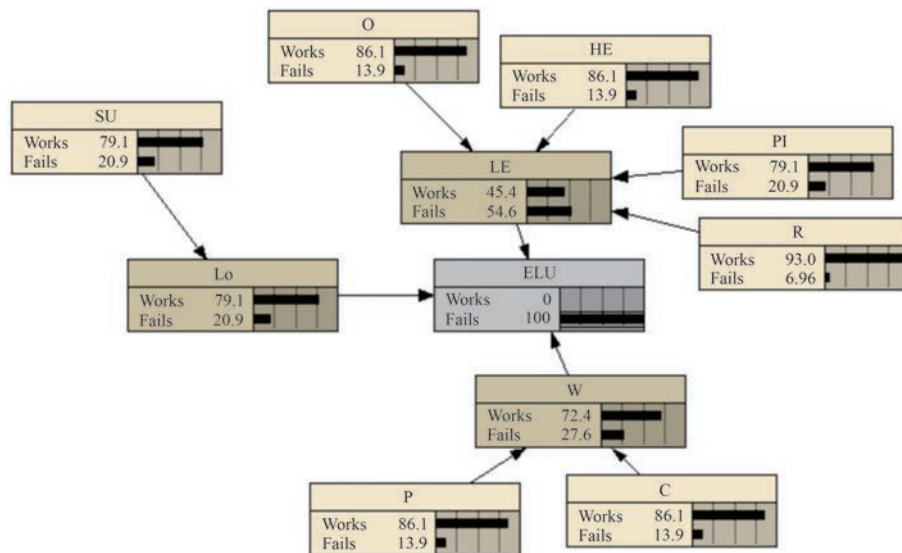 O
Works 86.1
Fails 13.9
HE
Works 86.1
Fails 13.9
SU
Works 79.1
Fails 20.9
LE
Works 45.4
Fails 54.6
PI
Works 79.1
Fails 20.9
R
Works 93.0
Fails 6.96
Lo
Works 79.1
Fails 20.9
ELU
Works 0
Fails 100
W
Works 72.4
Fails 27.6
P
Works 86.1
Fails 13.9
C
Works 86.1
Fails 13.9